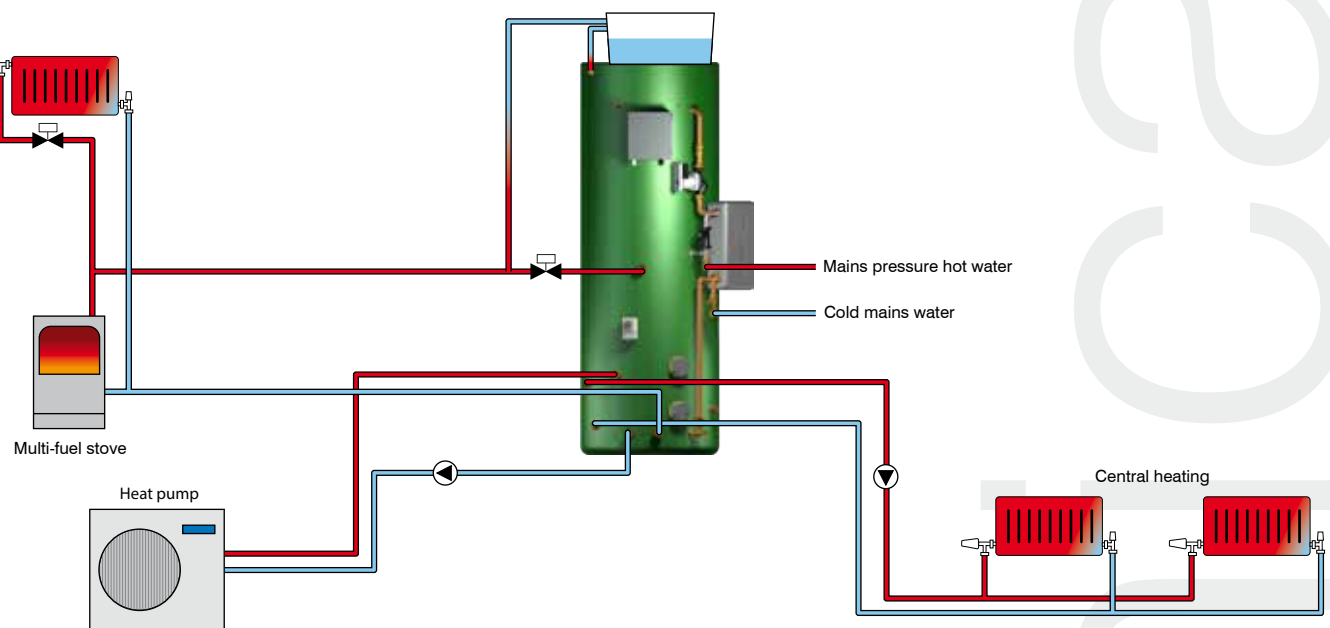 Mains pressure hot water
Cold mains water
Multi-fuel stove
Heat pump
Central heating